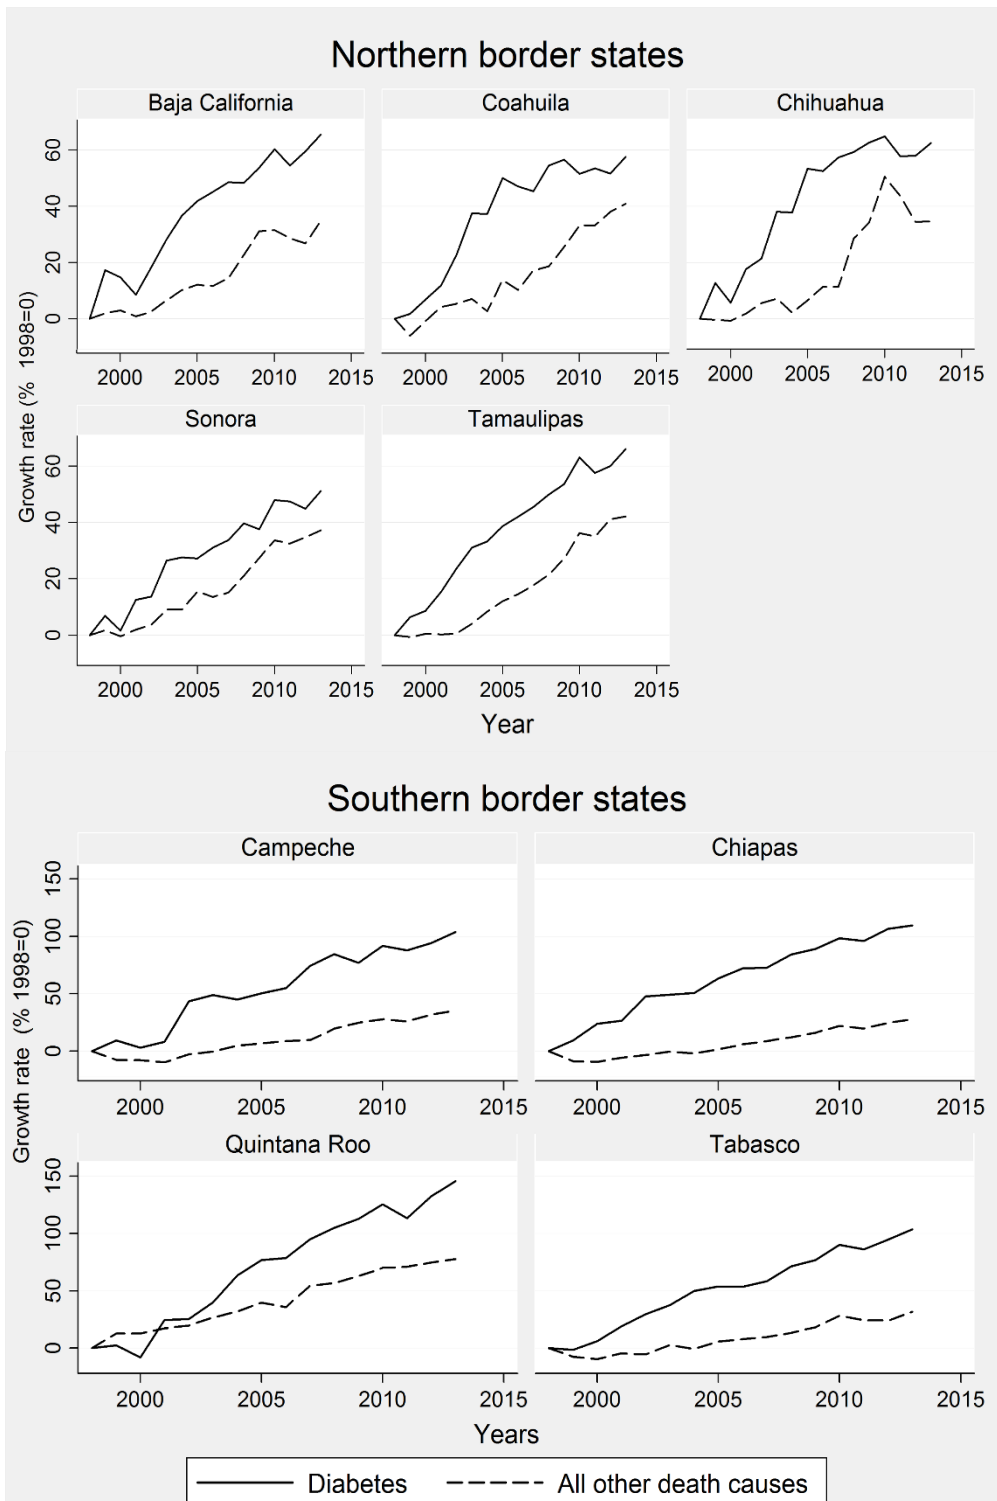 Northern border states
Baja California Coahuila Chihuahua
Growth rate (% 1998=0)
60
40
20
0
2000 2005 2010 2015 2000 2005 2010 2015 2000 2005 2010 2015
Sonora Tamaulipas
60
40
20
0
2000 2005 2010 2015 2000 2005 2010 2015
Year
Southern border states
Campeche Chiapas
Growth rate (% 1998=0)
150
100
50
0
2000 2005 2010 2015 2000 2005 2010 2015
Quintana Roo Tabasco
150
100
50
0
2000 2005 2010 2015 2000 2005 2010 2015
Years
Diabetes All other death causes